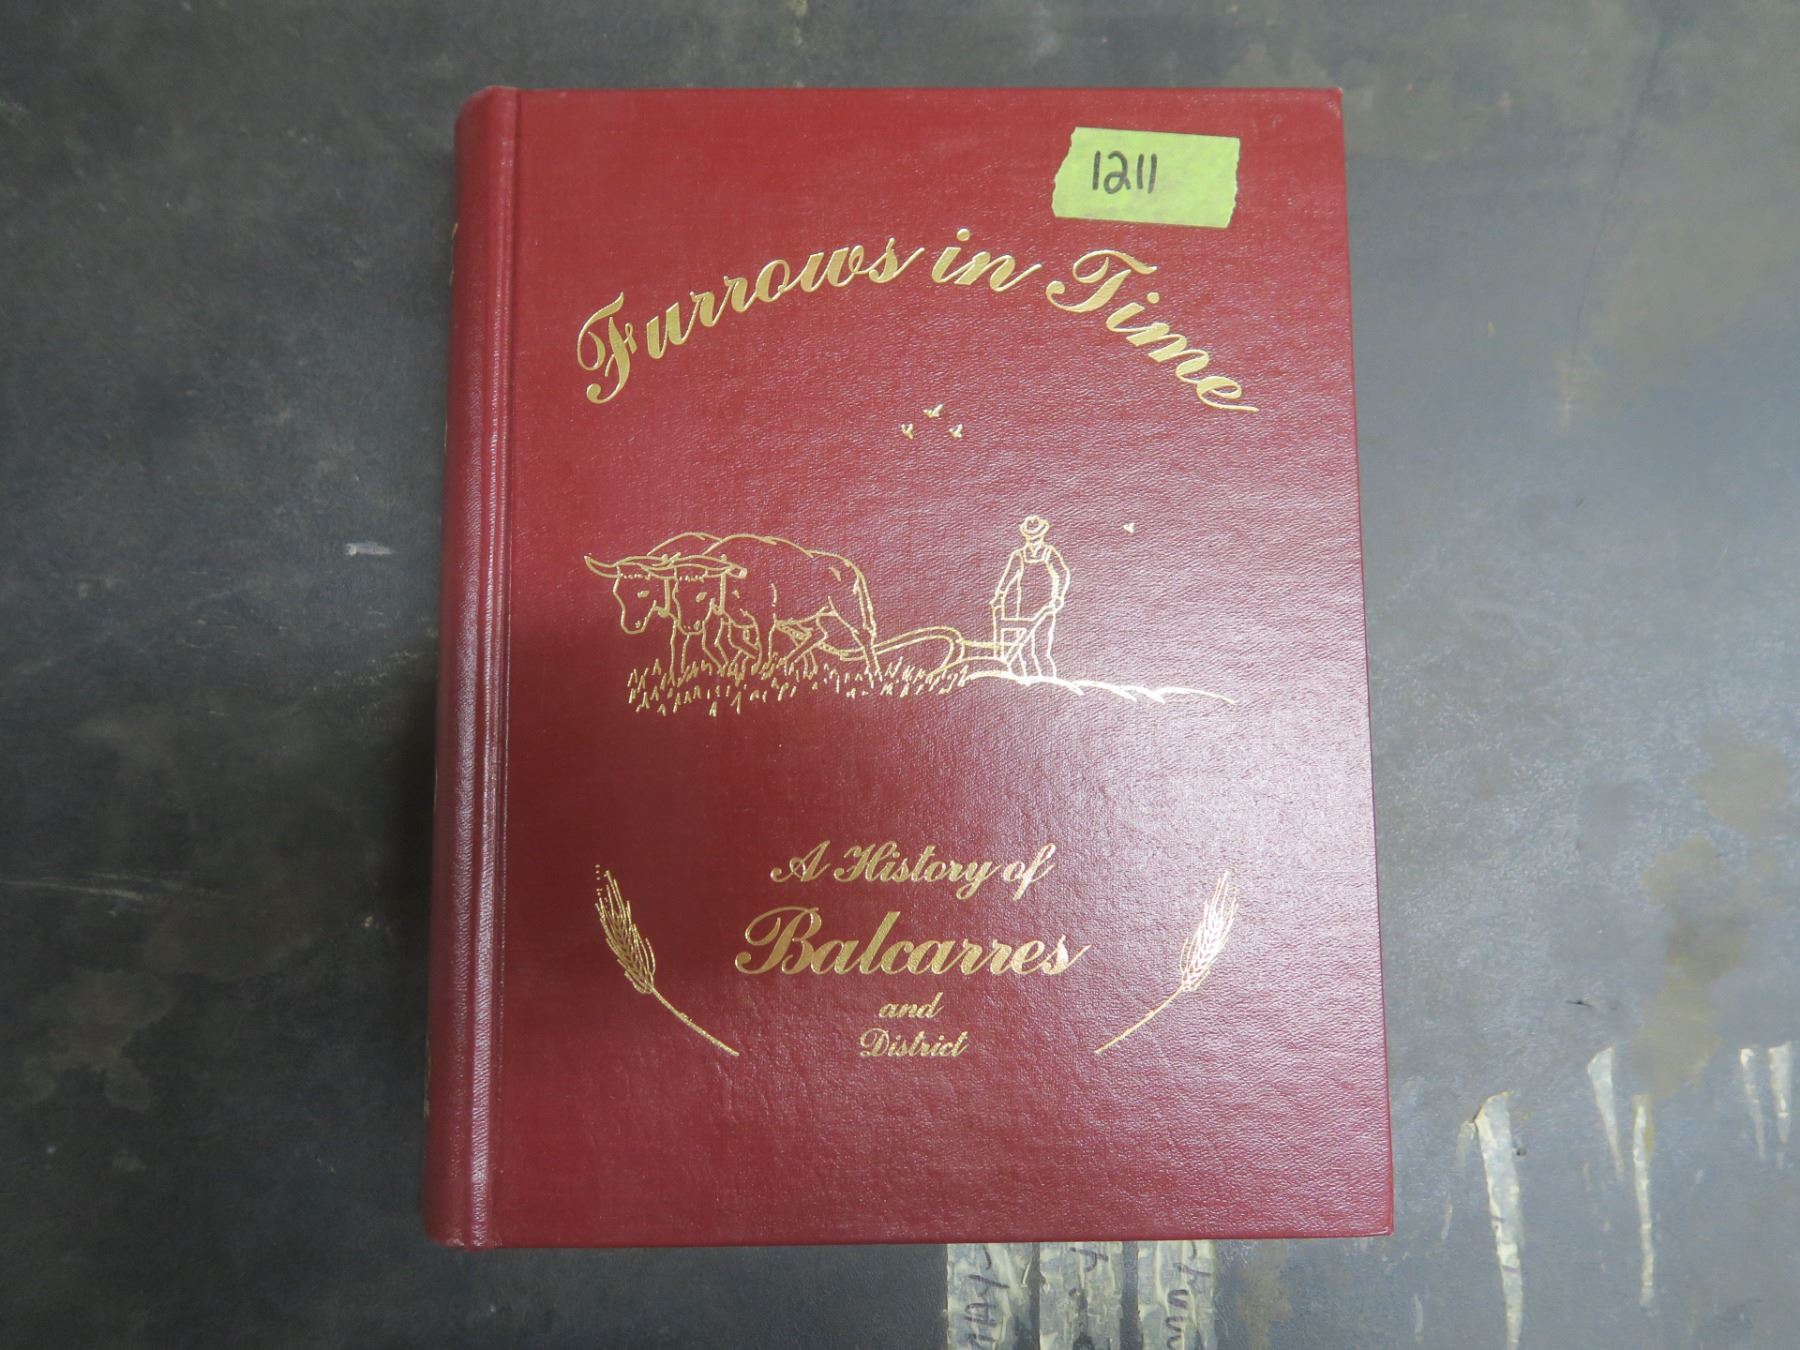 1211
Furrows in Time
A History of
Balcarres
and
District